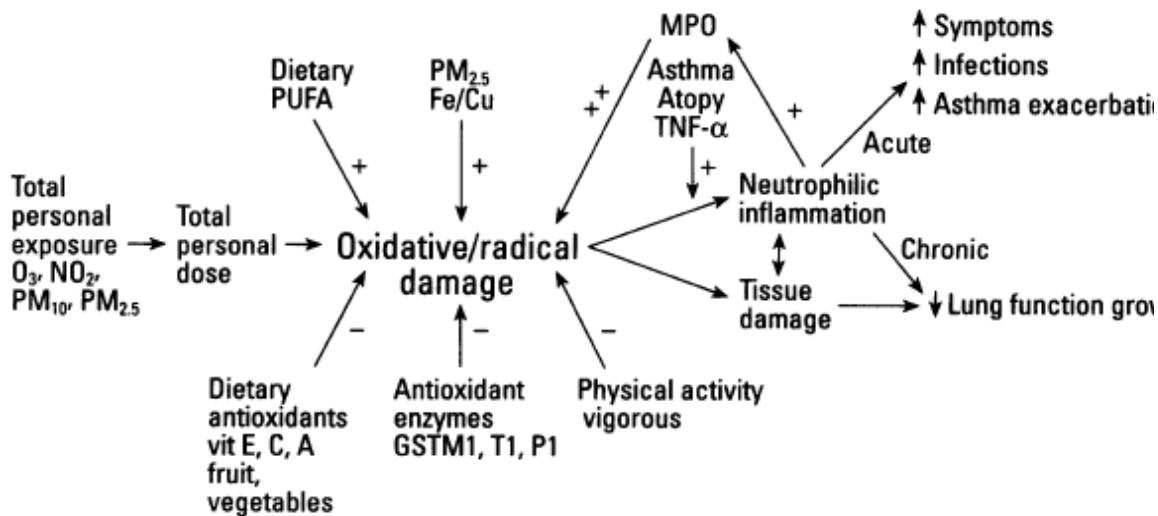 MPO
↑ Symptoms
↑ Infections
↑ Asthma exacerbatio
Dietary
PUFA
PM2.5
Fe/Cu
Asthma
Atopy
TNF-α
+
+
++
+
+
Acute
Total
personal
exposure
O3, NO2,
PM10, PM2.5
Total
personal
dose
Oxidative/radical
damage
Neutrophilic
inflammation
Chronic
Tissue
damage
↓ Lung function grow
−
−
−
Dietary
antioxidants
vit E, C, A
fruit,
vegetables
Antioxidant
enzymes
GSTM1, T1, P1
Physical activity
vigorous